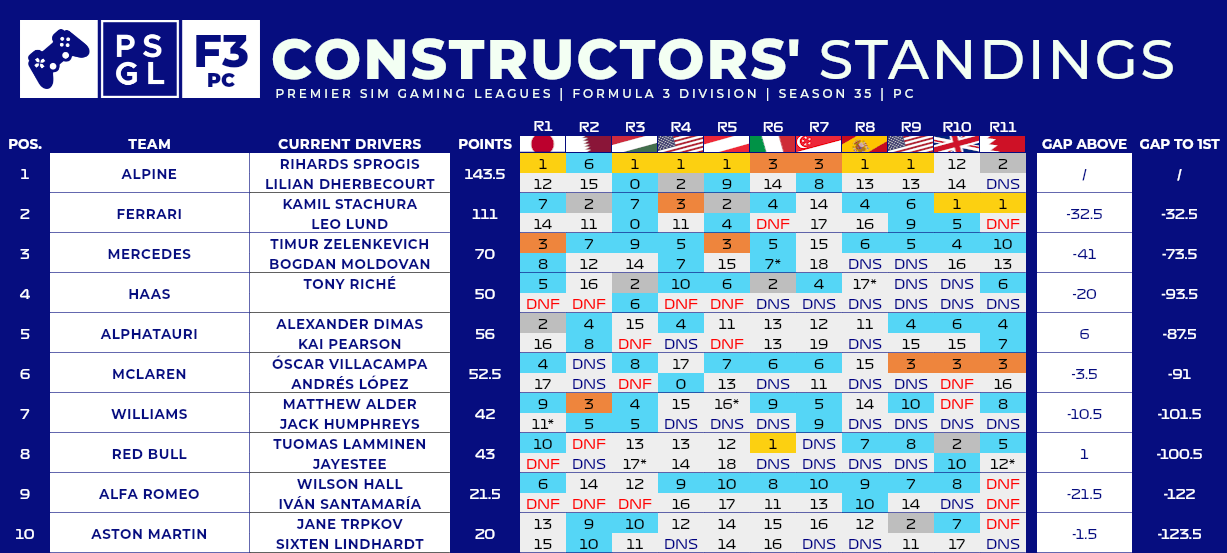 PS
GL
F3
PC
CONSTRUCTORS' STANDINGS
PREMIER SIM GAMING LEAGUES | FORMULA 3 DIVISION | SEASON 35 | PC
R1 R2 R3 R4 R5 R6 R7 R8 R9 R10 R11
POS. TEAM CURRENT DRIVERS POINTS GAP ABOVE GAP TO 1ST
RIHARDS SPROGIS 1 6 1 1 1 3 3 1 1 12 2
1 ALPINE 143.5 / /
LILIAN DHERBECOURT 12 15 0 2 9 14 8 13 13 14 DNS
KAMIL STACHURA 7 2 7 3 2 4 14 4 6 1 1
2 FERRARI 111 -32.5 -32.5
LEO LUND 14 11 0 11 4 DNF 17 16 9 5 DNF
TIMUR ZELENKEVICH 3 7 9 5 3 5 15 6 5 4 10
3 MERCEDES 70 -41 -73.5
BOGDAN MOLDOVAN 8 12 14 7 15 7* 18 DNS DNS 16 13
TONY RICHÉ 5 16 2 10 6 2 4 17* DNS DNS 6
4 HAAS 50 -20 -93.5
DNF DNF 6 DNF DNF DNS DNS DNS DNS DNS DNS
ALEXANDER DIMAS 2 4 15 4 11 13 12 11 4 6 4
5 ALPHATAURI 56 6 -87.5
KAI PEARSON 16 8 DNF DNS DNF 13 19 DNS 15 15 7
ÓSCAR VILLACAMPA 4 DNS 8 17 7 6 6 15 3 3 3
6 MCLAREN 52.5 -3.5 -91
ANDRÉS LÓPEZ 17 DNS DNF 0 13 DNS 11 DNS DNS DNF 16
MATTHEW ALDER 9 3 4 15 16* 9 5 14 10 DNF 8
7 WILLIAMS 42 -10.5 -101.5
JACK HUMPHREYS 11* 5 5 DNS DNS DNS 9 DNS DNS DNS DNS
TUOMAS LAMMINEN 10 DNF 13 13 12 1 DNS 7 8 2 5
8 RED BULL 43 1 -100.5
JAYESTEE DNF DNS 17* 14 18 DNS DNS DNS DNS 10 12*
WILSON HALL 6 14 12 9 10 8 10 9 7 8 DNF
9 ALFA ROMEO 21.5 -21.5 -122
IVÁN SANTAMARÍA DNF DNF DNF 16 17 11 13 10 14 DNS DNF
JANE TRPKOV 13 9 10 12 14 15 16 12 2 7 DNF
10 ASTON MARTIN 20 -1.5 -123.5
SIXTEN LINDHARDT 15 10 11 DNS 14 16 DNS DNS 11 17 DNS